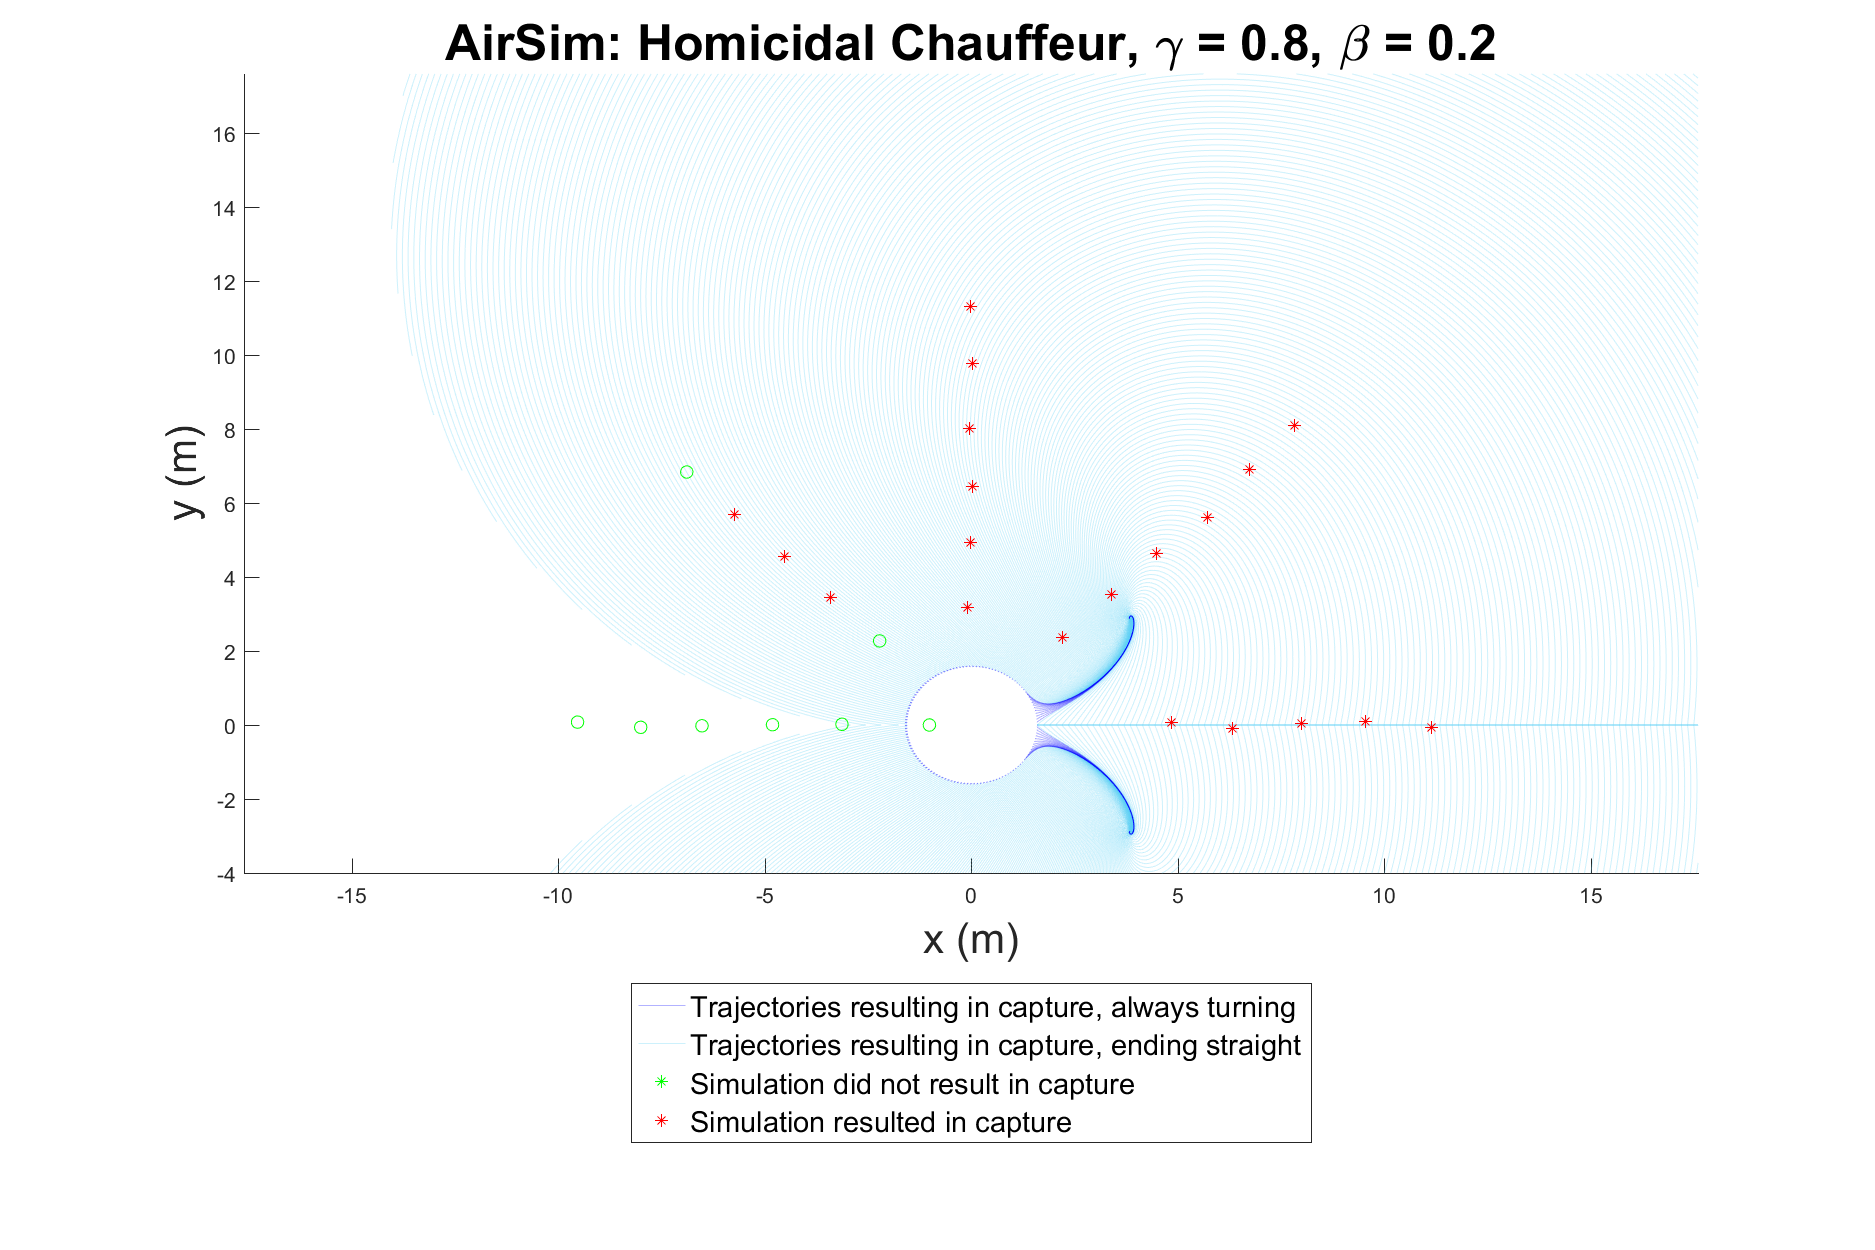 AirSim: Homicidal Chauffeur, γ = 0.8, β = 0.2
16
14
12
10
8
6
4
2
0
-2
-4
y (m)
-15
-10
-5
0
5
10
15
x (m)
Trajectories resulting in capture, always turning
Trajectories resulting in capture, ending straight
Simulation did not result in capture
Simulation resulted in capture